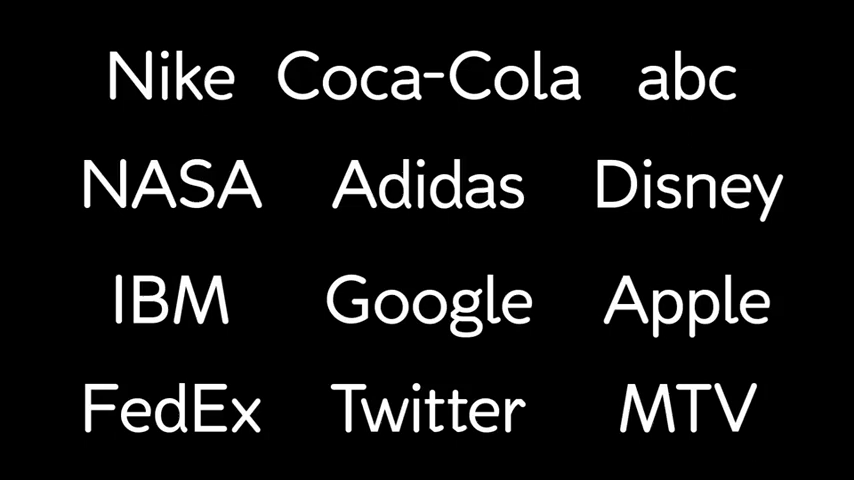 Nike Coca-Cola abc
NASA Adidas Disney
IBM Google Apple
FedEx Twitter MTV